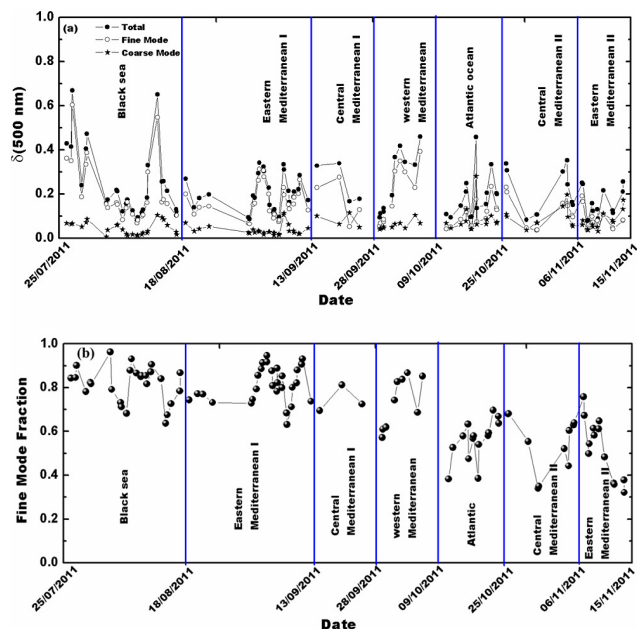 (a)
Total
Fine Mode
Coarse Mode
δ(500 nm)
1.0
0.8
0.6
0.4
0.2
0.0
Black sea
Eastern
Mediterranean I
Central
Mediterranean I
western
Mediterranean
Atlantic ocean
Central
Mediterranean II
Eastern
Mediterranean II
25/07/2011
18/08/2011
13/09/2011
28/09/2011
09/10/2011
25/10/2011
06/11/2011
15/11/2011
Date
(b)
Fine Mode Fraction
1.0
0.8
0.6
0.4
0.2
0.0
Black sea
Eastern
Mediterranean I
Central
Mediterranean I
western
Mediterranean
Atlantic
Central
Mediterranean II
Eastern
Mediterranean II
25/07/2011
18/08/2011
13/09/2011
28/09/2011
09/10/2011
25/10/2011
06/11/2011
15/11/2011
Date